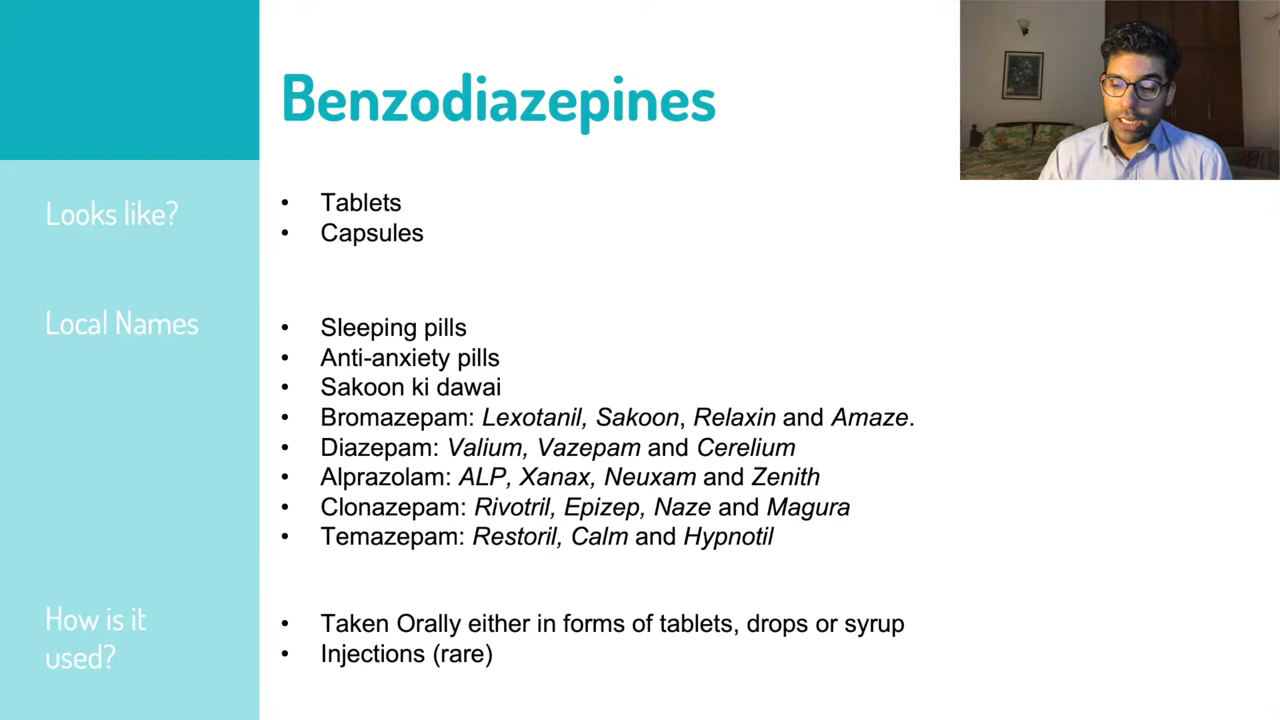 Benzodiazepines
Looks like?
• Tablets
• Capsules
Local Names
• Sleeping pills
• Anti-anxiety pills
• Sakoon ki dawai
• Bromazepam: Lexotanil, Sakoon, Relaxin and Amaze.
• Diazepam: Valium, Vazepam and Cerelium
• Alprazolam: ALP, Xanax, Neuxam and Zenith
• Clonazepam: Rivotril, Epizep, Naze and Magura
• Temazepam: Restoril, Calm and Hypnotil
How is it
used?
• Taken Orally either in forms of tablets, drops or syrup
• Injections (rare)